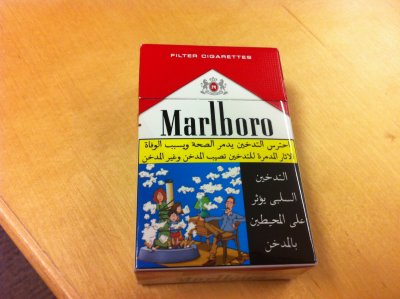 FILTER CIGARETTES
Marlboro
احترس التدخين يدمر الصحة ويسبب الوفاة
الآثار المدمرة للتدخين تصيب المدخن وغير المدخن
التدخين
السلبى يؤثر
على المحيطين
بالمدخن